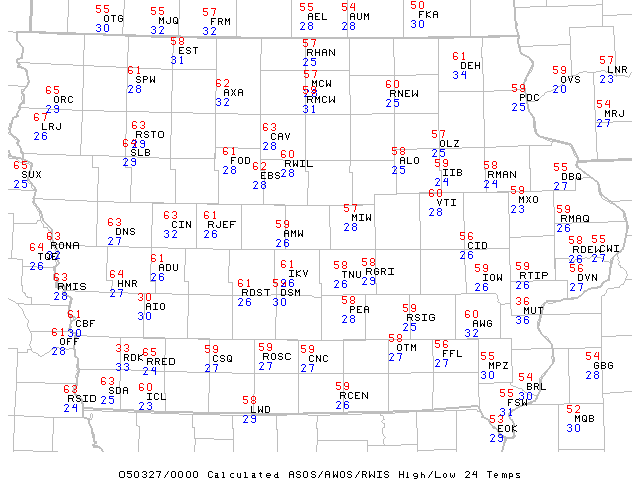 55 OTG 30
55 MJQ 32
57 FRM 32
55 AEL 28
54 AUM 28
50 FKA 30
58 EST 31
57 RHAN 25
61 DEH 34
57 LNR 23
61 SPW 28
62 AXA 32
57 MCW
RMCW 31
60 RNEW 25
59 PDC 25
59 OVS 20
65 ORC 29
54 MRJ 27
67 LRJ 26
63 RSTO
SLB 29
63 CAV 28
57 OLZ 25
61 FOD 28
62 EBS 28
60 RWIL 28
58 ALO 25
59 IIB 24
58 RMAN 24
55 DBQ 27
65 SUX 25
60 VTI 28
59 MXO 23
63 DNS 27
63 CIN 32
61 RJEF 26
59 AMW 26
57 MIW 28
59 RMAQ 26
63 RONA
64 TQE 26
56 CID 26
58 RDEW 26
55 CWI 27
63 RMIS 28
64 HNR 27
61 ADU 26
61 RDST 26
61 IKV 26
DSM 30
58 TNU 26
58 RGRI 29
59 IOW 26
59 RTIP 26
56 DVN 27
30 AIO 30
58 PEA 28
59 RSIG 25
60 AWG 32
36 MUT 36
61 CBF 30
61 OFF 28
33 RDK 33
65 RRED 24
59 CSQ 27
59 ROSC 27
59 CNC 27
58 OTM 27
56 FFL 27
55 MPZ 30
54 GBG 28
63 RSID 24
63 SDA 25
60 ICL 23
58 LWD 29
59 RCEN 26
54 BRL 30
55 FSW 31
53 EOK 29
52 MQB 30
050327/0000 Calculated ASOS/AWOS/RWIS High/Low 24 Temps